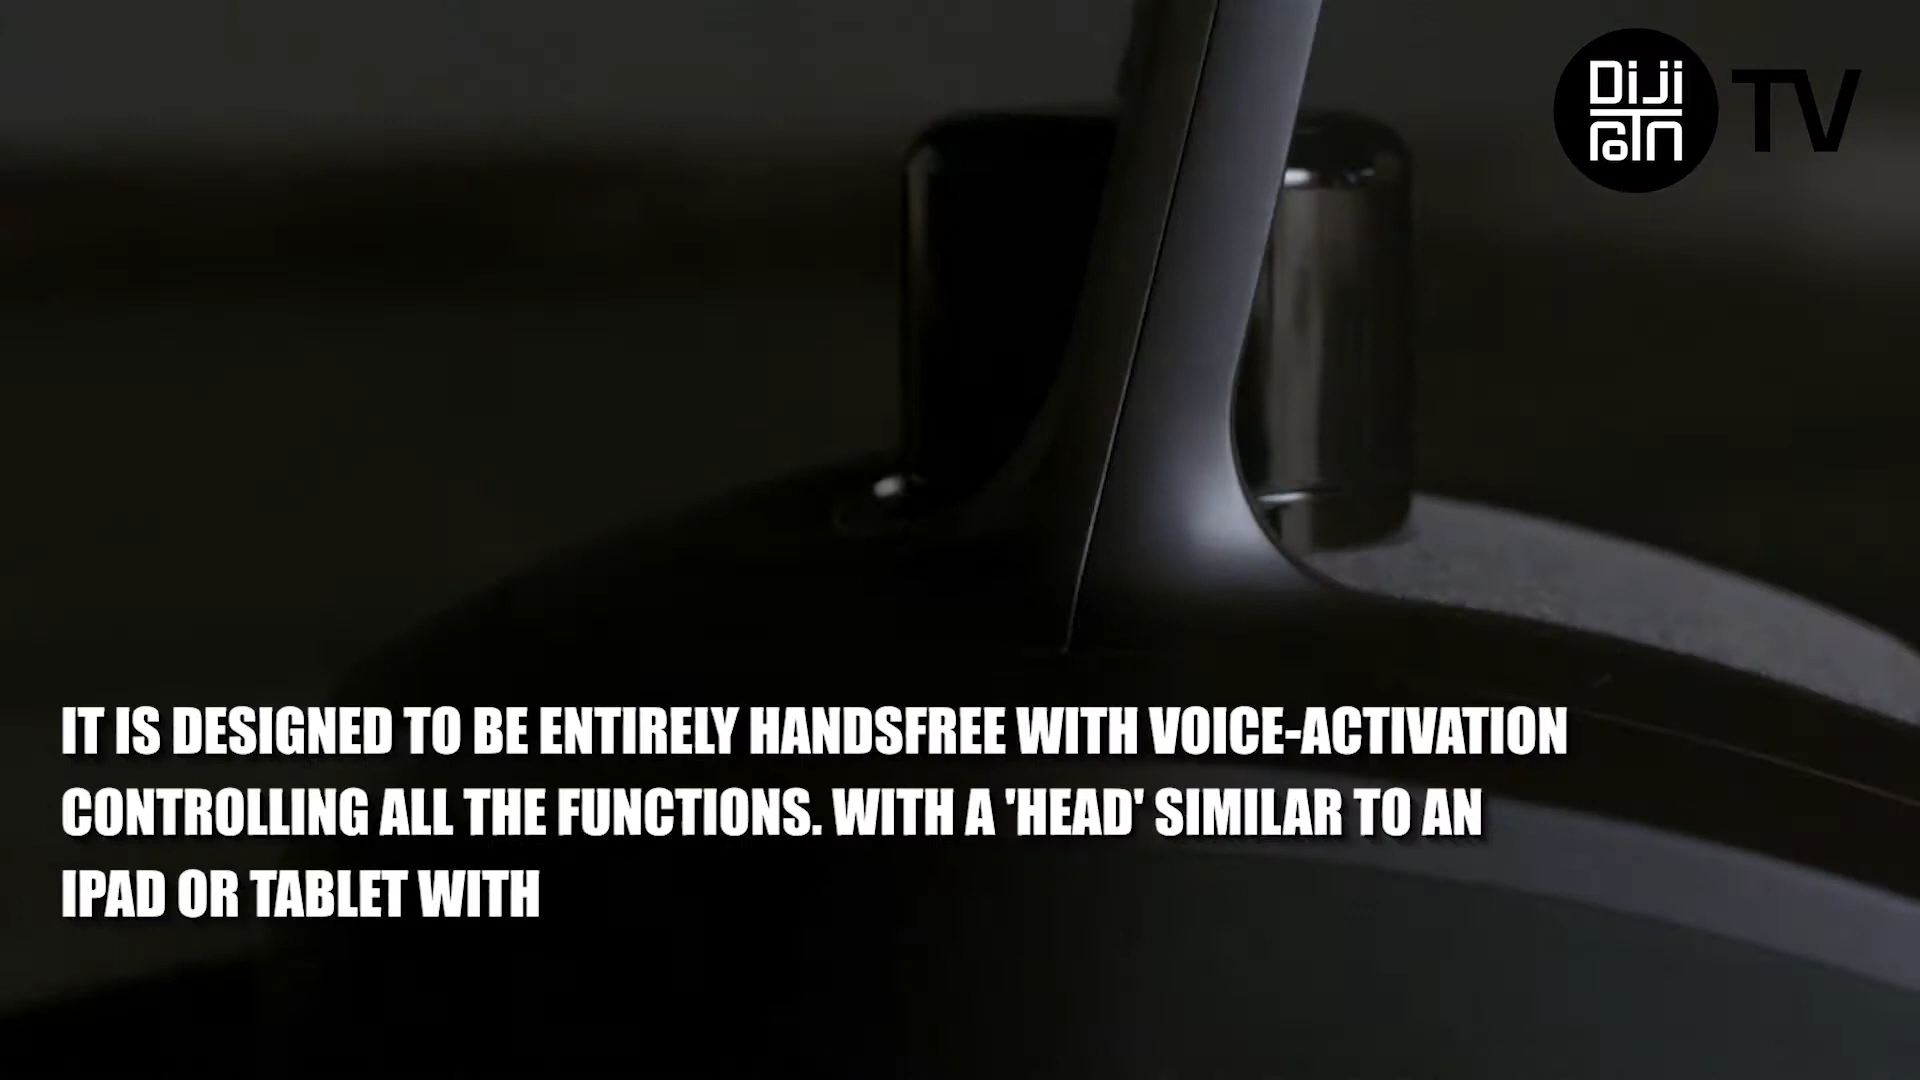 DiJi
TV
IT IS DESIGNED TO BE ENTIRELY HANDSFREE WITH VOICE-ACTIVATION
CONTROLLING ALL THE FUNCTIONS. WITH A 'HEAD' SIMILAR TO AN
IPAD OR TABLET WITH